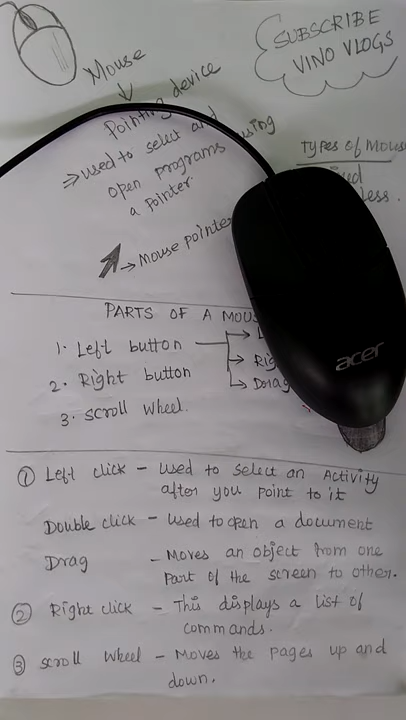 SUBSCRIBE
VINO VLOGS
Mouse
Pointing device
⇒ used to select and
open programs using
a pointer.
Types of Mouse
→ Mouse pointer
PARTS OF A MOUS
1. Left button
2. Right button
3. scroll wheel.
→ Rig
→ Drag
acer
① Left click - used to select an Activity
after you point to it
Double click - used to open a document
Drag - Moves an object from one
part of the screen to other.
② Right click - This displays a list of
commands.
③ scroll wheel - Moves the pages up and
down.